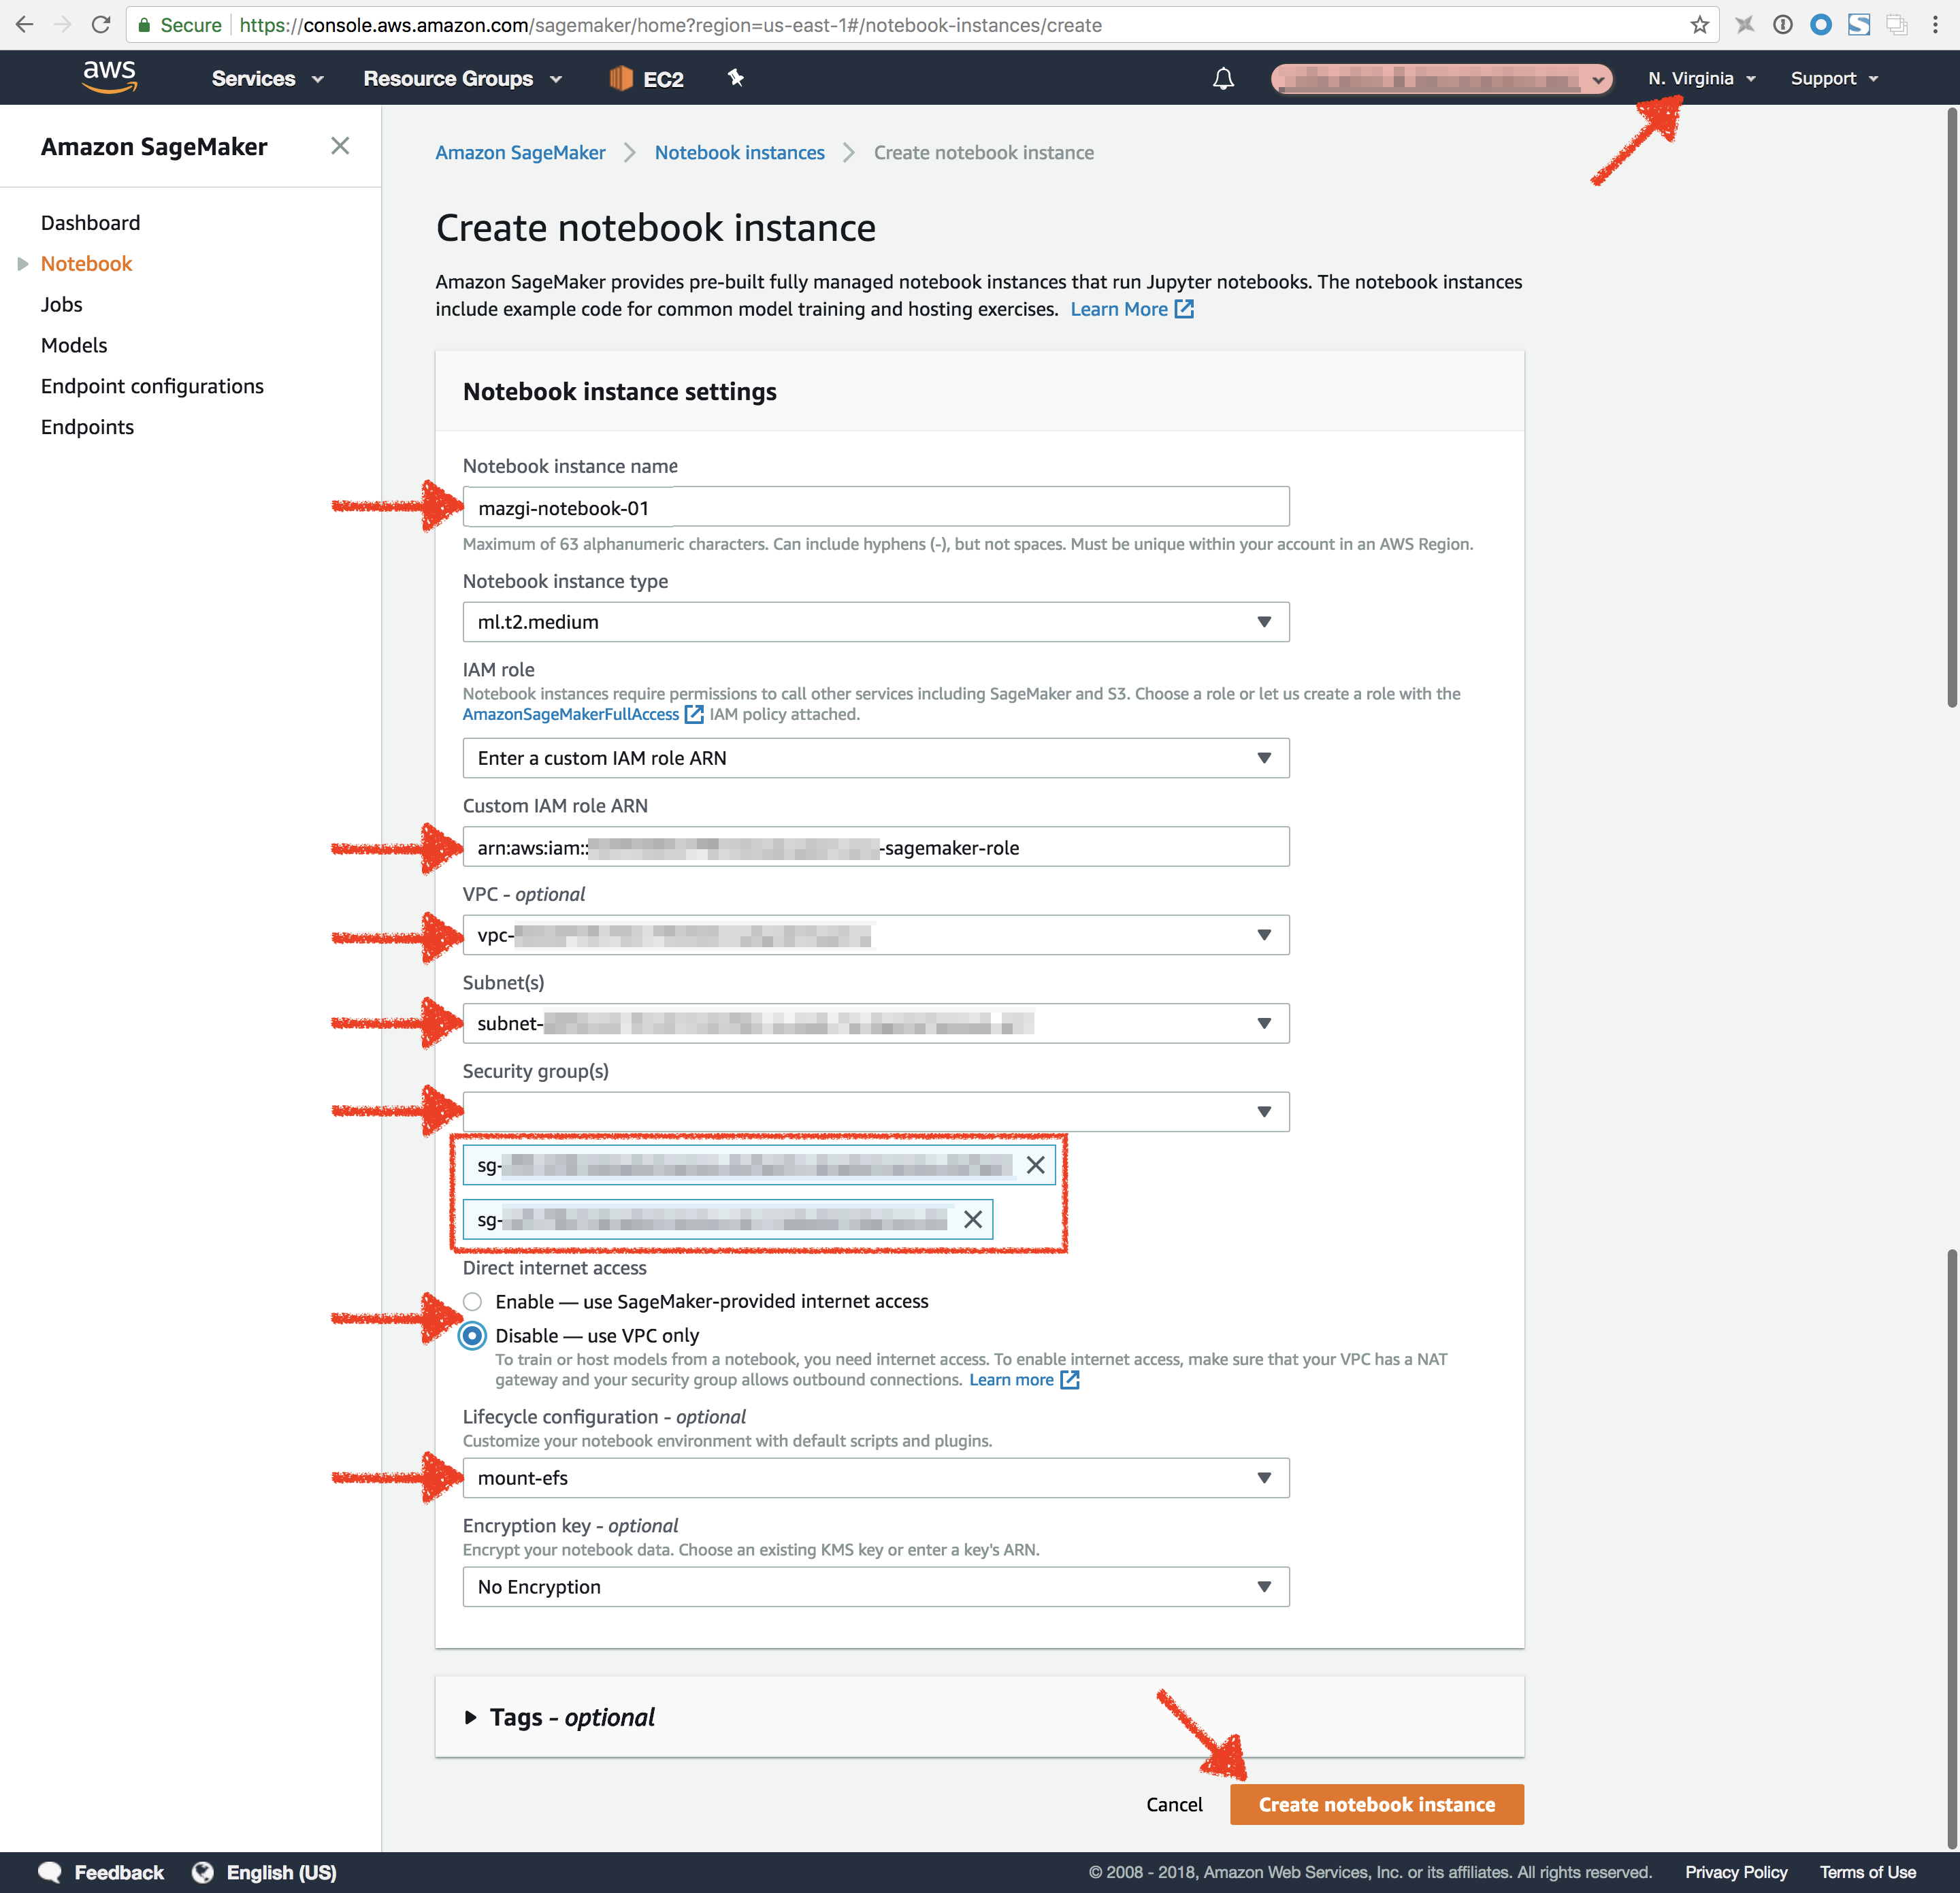 Secure https://console.aws.amazon.com/sagemaker/home?region=us-east-1#/notebook-instances/create
aws Services Resource Groups EC2 N. Virginia Support
Amazon SageMaker
Dashboard
Notebook
Jobs
Models
Endpoint configurations
Endpoints
Amazon SageMaker Notebook instances Create notebook instance
Create notebook instance
Amazon SageMaker provides pre-built fully managed notebook instances that run Jupyter notebooks. The notebook instances
include example code for common model training and hosting exercises. Learn More
Notebook instance settings
Notebook instance name
mazgi-notebook-01
Maximum of 63 alphanumeric characters. Can include hyphens (-), but not spaces. Must be unique within your account in an AWS Region.
Notebook instance type
ml.t2.medium
IAM role
Notebook instances require permissions to call other services including SageMaker and S3. Choose a role or let us create a role with the
AmazonSageMakerFullAccess IAM policy attached.
Enter a custom IAM role ARN
Custom IAM role ARN
arn:aws:iam:: -sagemaker-role
VPC - optional
vpc-
Subnet(s)
subnet-
Security group(s)
sg-
sg-
Direct internet access
Enable — use SageMaker-provided internet access
Disable — use VPC only
To train or host models from a notebook, you need internet access. To enable internet access, make sure that your VPC has a NAT
gateway and your security group allows outbound connections. Learn more
Lifecycle configuration - optional
Customize your notebook environment with default scripts and plugins.
mount-efs
Encryption key - optional
Encrypt your notebook data. Choose an existing KMS key or enter a key's ARN.
No Encryption
Tags - optional
Cancel Create notebook instance
Feedback English (US) © 2008 - 2018, Amazon Web Services, Inc. or its affiliates. All rights reserved. Privacy Policy Terms of Use